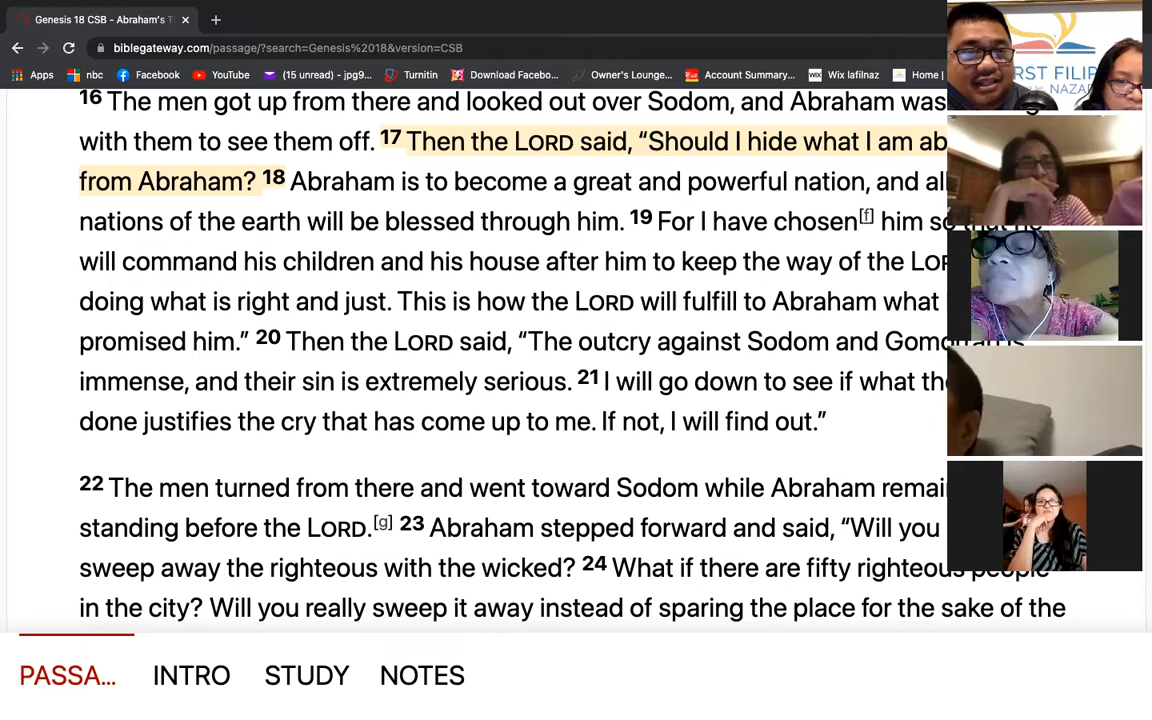 Genesis 18 CSB - Abraham's T
biblegateway.com/passage/?search=Genesis%2018&version=CSB
Apps nbc Facebook YouTube (15 unread) - jpg9... Turnitin Download Facebo... Owner's Lounge... Account Summary... WIX Wix lafilnaz Home |
RST FILIP
NAZAR
16 The men got up from there and looked out over Sodom, and Abraham was
with them to see them off. 17 Then the LORD said, “Should I hide what I am ab
from Abraham? 18 Abraham is to become a great and powerful nation, and all
nations of the earth will be blessed through him. 19 For I have chosen[f] him so that he
will command his children and his house after him to keep the way of the LOR
doing what is right and just. This is how the LORD will fulfill to Abraham what
promised him.” 20 Then the LORD said, “The outcry against Sodom and Gomorrah is
immense, and their sin is extremely serious. 21 I will go down to see if what the
done justifies the cry that has come up to me. If not, I will find out.”
22 The men turned from there and went toward Sodom while Abraham remai
standing before the LORD.[g] 23 Abraham stepped forward and said, “Will you
sweep away the righteous with the wicked? 24 What if there are fifty righteous people
in the city? Will you really sweep it away instead of sparing the place for the sake of the
PASSA... INTRO STUDY NOTES